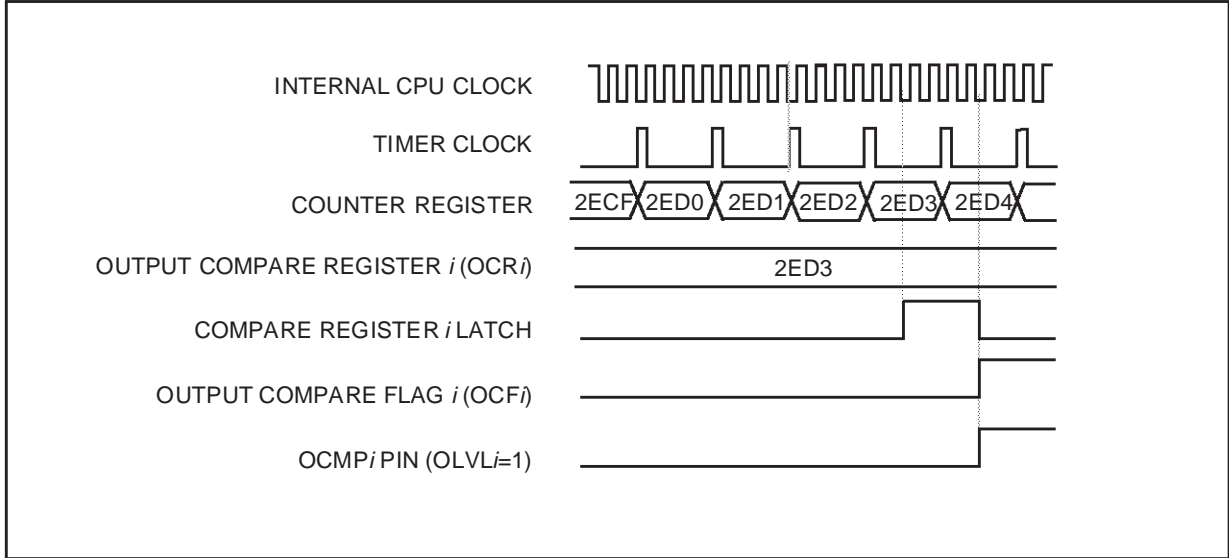 INTERNAL CPU CLOCK
TIMER CLOCK
COUNTER REGISTER
2ECF 2ED0 2ED1 2ED2 2ED3 2ED4
OUTPUT COMPARE REGISTER i (OCRi)
2ED3
COMPARE REGISTER i LATCH
OUTPUT COMPARE FLAG i (OCFi)
OCMPi PIN (OLVLi=1)